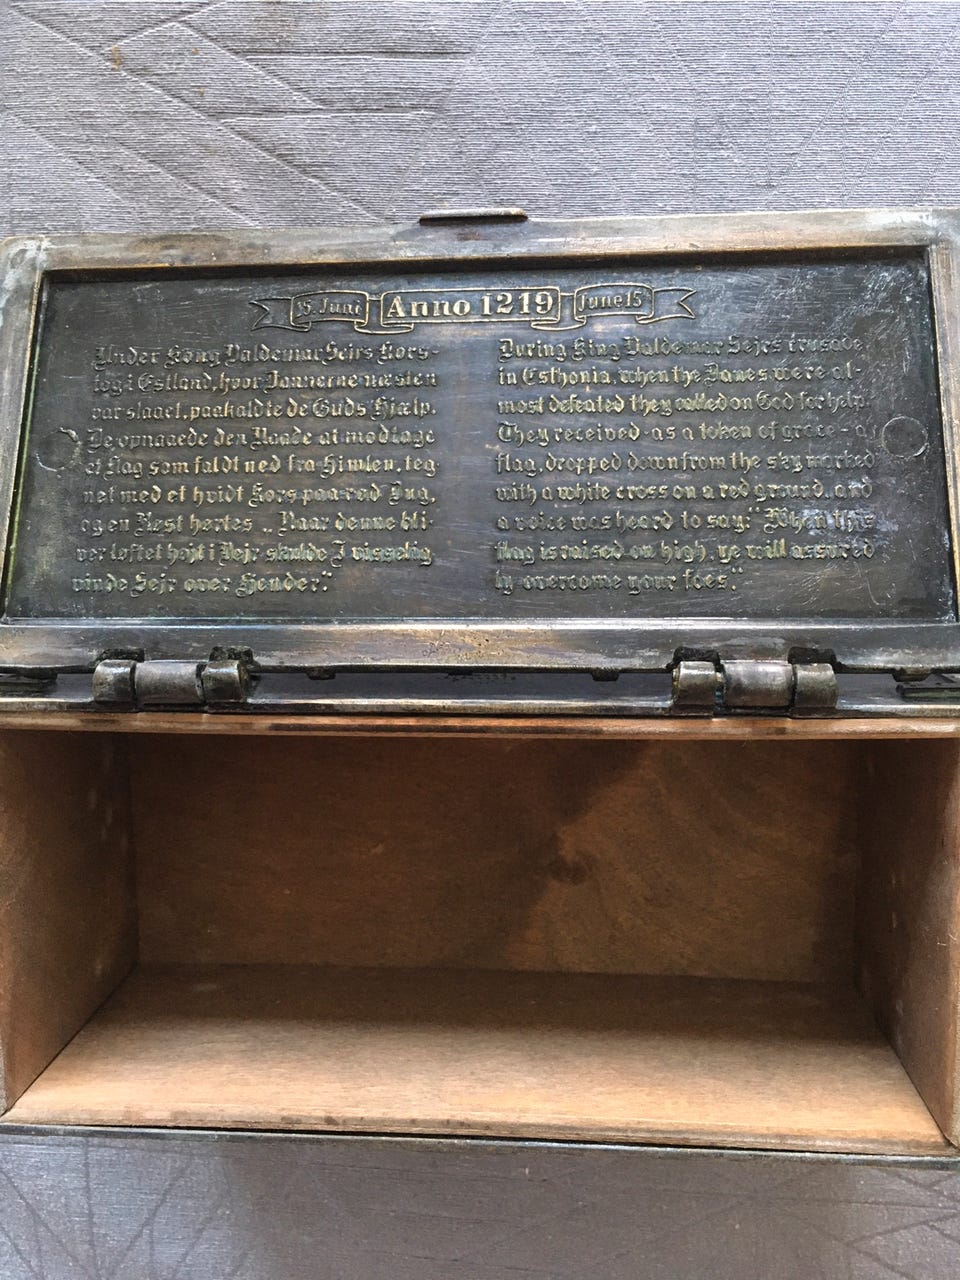 15. Juni Anno 1219 June 15
Under Kong Valdemar Sejrs Kors-
tog i Estland, hvor Danerne næsten
var slaaet, paakaldte de Guds Hjælp.
De opnaaede den Naade at modtage
et Flag som faldt ned fra Himlen, teg-
net med et hvidt Kors paa rød Dug,
og en Røst hørtes „Naar denne bli-
ver løftet højt i Vejr skulde I visselig
vinde Sejr over Fjender.”
During King Valdemar Sejrs crusade
in Esthonia, when the Danes were al-
most defeated they called on God for help.
They received - as a token of grace - a
flag, dropped down from the sky marked
with a white cross on a red ground, and
a voice was heard to say: "When this
flag is raised on high, ye will assured
ly overcome your foes."